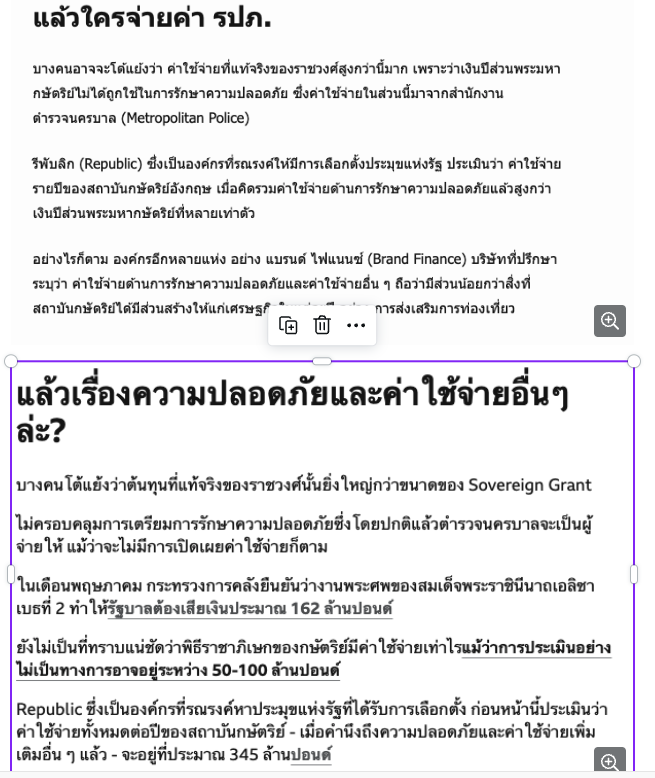 แล้วใครจ่ายค่า รปภ.
บางคนอาจจะโต้แย้งว่า ค่าใช้จ่ายที่แท้จริงของราชวงศ์สูงกว่านี้มาก เพราะว่าเงินปีส่วนพระมหา
กษัตริย์ไม่ได้ถูกใช้ในการรักษาความปลอดภัย ซึ่งค่าใช้จ่ายในส่วนนี้มาจากสำนักงาน
ตำรวจนครบาล (Metropolitan Police)
รีพับลิก (Republic) ซึ่งเป็นองค์กรที่รณรงค์ให้มีการเลือกตั้งประมุขแห่งรัฐ ประเมินว่า ค่าใช้จ่าย
รายปีของสถาบันกษัตริย์อังกฤษ เมื่อคิดรวมค่าใช้จ่ายด้านการรักษาความปลอดภัยแล้วสูงกว่า
เงินปีส่วนพระมหากษัตริย์ที่หลายเท่าตัว
อย่างไรก็ตาม องค์กรอีกหลายแห่ง อย่าง แบรนด์ ไฟแนนซ์ (Brand Finance) บริษัทที่ปรึกษา
ระบุว่า ค่าใช้จ่ายด้านการรักษาความปลอดภัยและค่าใช้จ่ายอื่น ๆ ถือว่ามีส่วนน้อยกว่าสิ่งที่
สถาบันกษัตริย์ได้มีส่วนสร้างให้แก่เศรษฐกิจ การส่งเสริมการท่องเที่ยว
แล้วเรื่องความปลอดภัยและค่าใช้จ่ายอื่นๆ
ล่ะ?
บางคนโต้แย้งว่าต้นทุนที่แท้จริงของราชวงศ์นั้นยิ่งใหญ่กว่าขนาดของ Sovereign Grant
ไม่ครอบคลุมการเตรียมการรักษาความปลอดภัยซึ่งโดยปกติแล้วตำรวจนครบาลจะเป็นผู้
จ่ายให้ แม้ว่าจะไม่มีการเปิดเผยค่าใช้จ่ายก็ตาม
ในเดือนพฤษภาคม กระทรวงการคลังยืนยันว่างานพระศพของสมเด็จพระราชินีนาถเอลิซา
เบธที่ 2 ทำให้รัฐบาลต้องเสียเงินประมาณ 162 ล้านปอนด์
ยังไม่เป็นที่ทราบแน่ชัดว่าพิธีราชาภิเษกของกษัตริย์มีค่าใช้จ่ายเท่าไรแม้ว่าการประเมินอย่าง
ไม่เป็นทางการอาจอยู่ระหว่าง 50-100 ล้านปอนด์
Republic ซึ่งเป็นองค์กรที่รณรงค์หาประมุขแห่งรัฐที่ได้รับการเลือกตั้ง ก่อนหน้านี้ประเมินว่า
ค่าใช้จ่ายทั้งหมดต่อปีของสถาบันกษัตริย์ - เมื่อคำนึงถึงความปลอดภัยและค่าใช้จ่ายเพิ่ม
เติมอื่น ๆ แล้ว - จะอยู่ที่ประมาณ 345 ล้านปอนด์